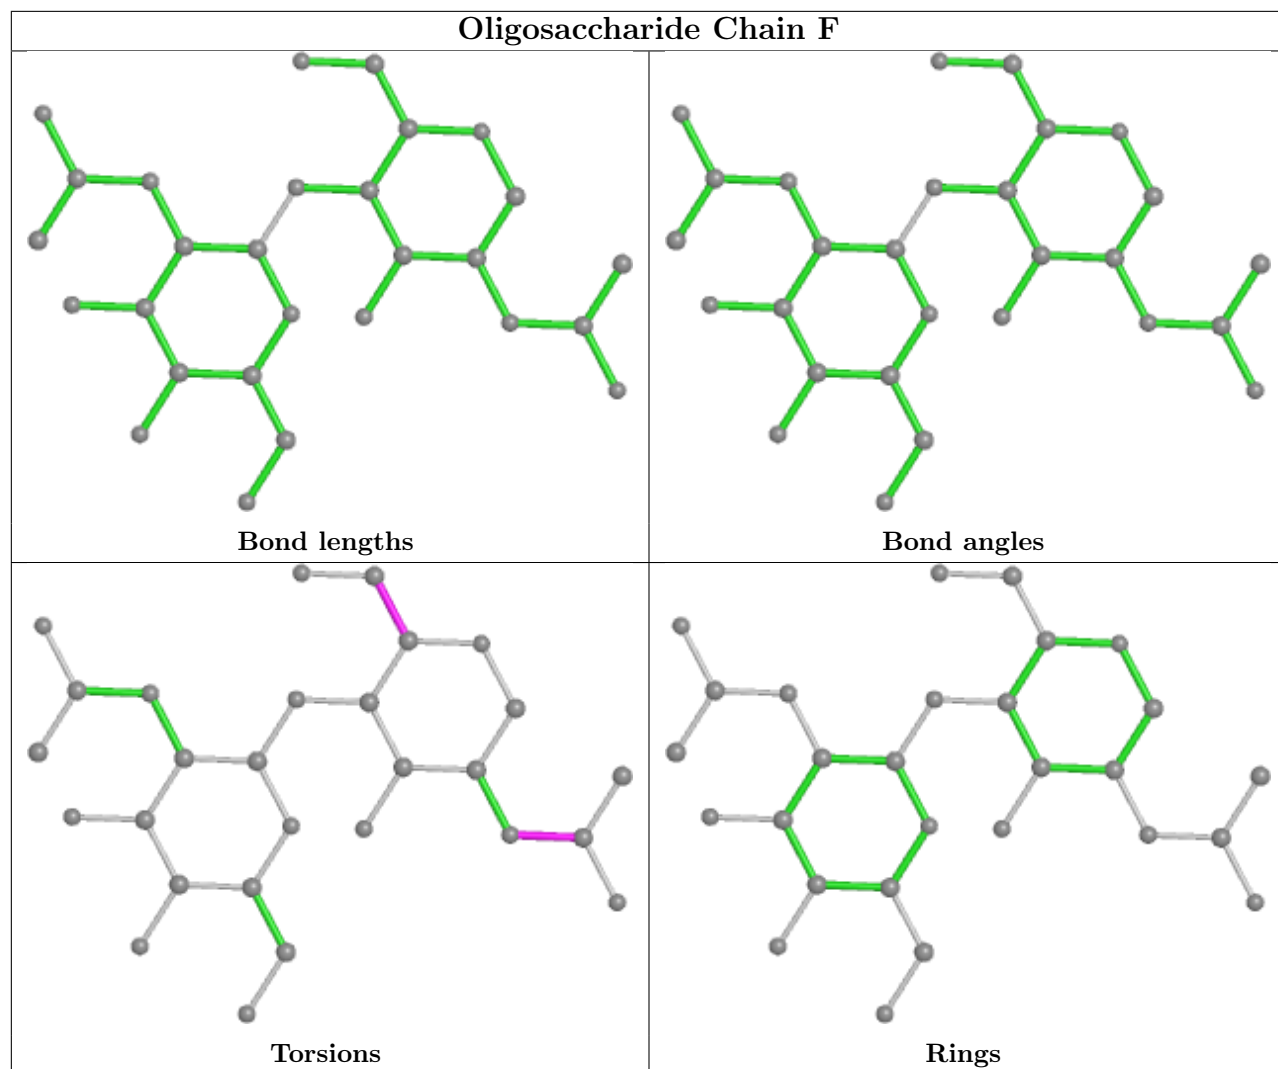 Oligosaccharide Chain F
Bond lengths
Bond angles
Torsions
Rings